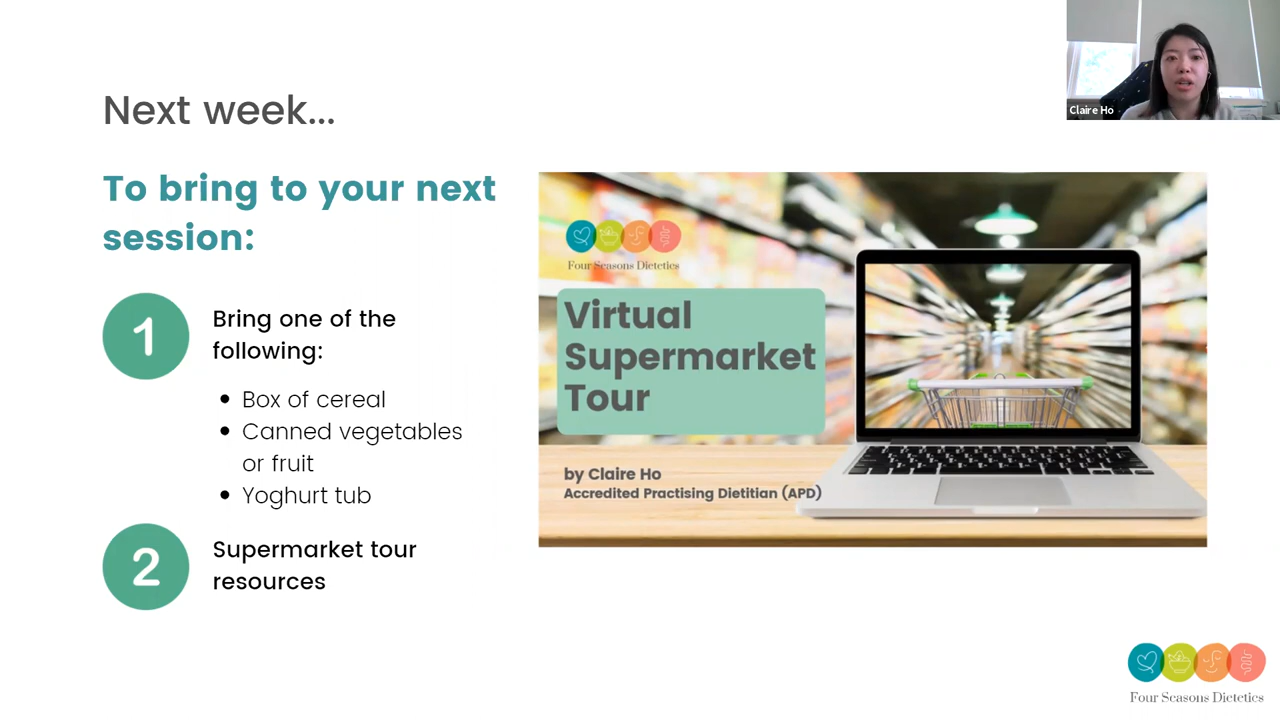 Claire Ho
Next week...
To bring to your next
session:
1
Bring one of the
following:
• Box of cereal
• Canned vegetables
or fruit
• Yoghurt tub
2
Supermarket tour
resources
Four Seasons Dietetics
Virtual
Supermarket
Tour
by Claire Ho
Accredited Practising Dietitian (APD)
Four Seasons Dietetics